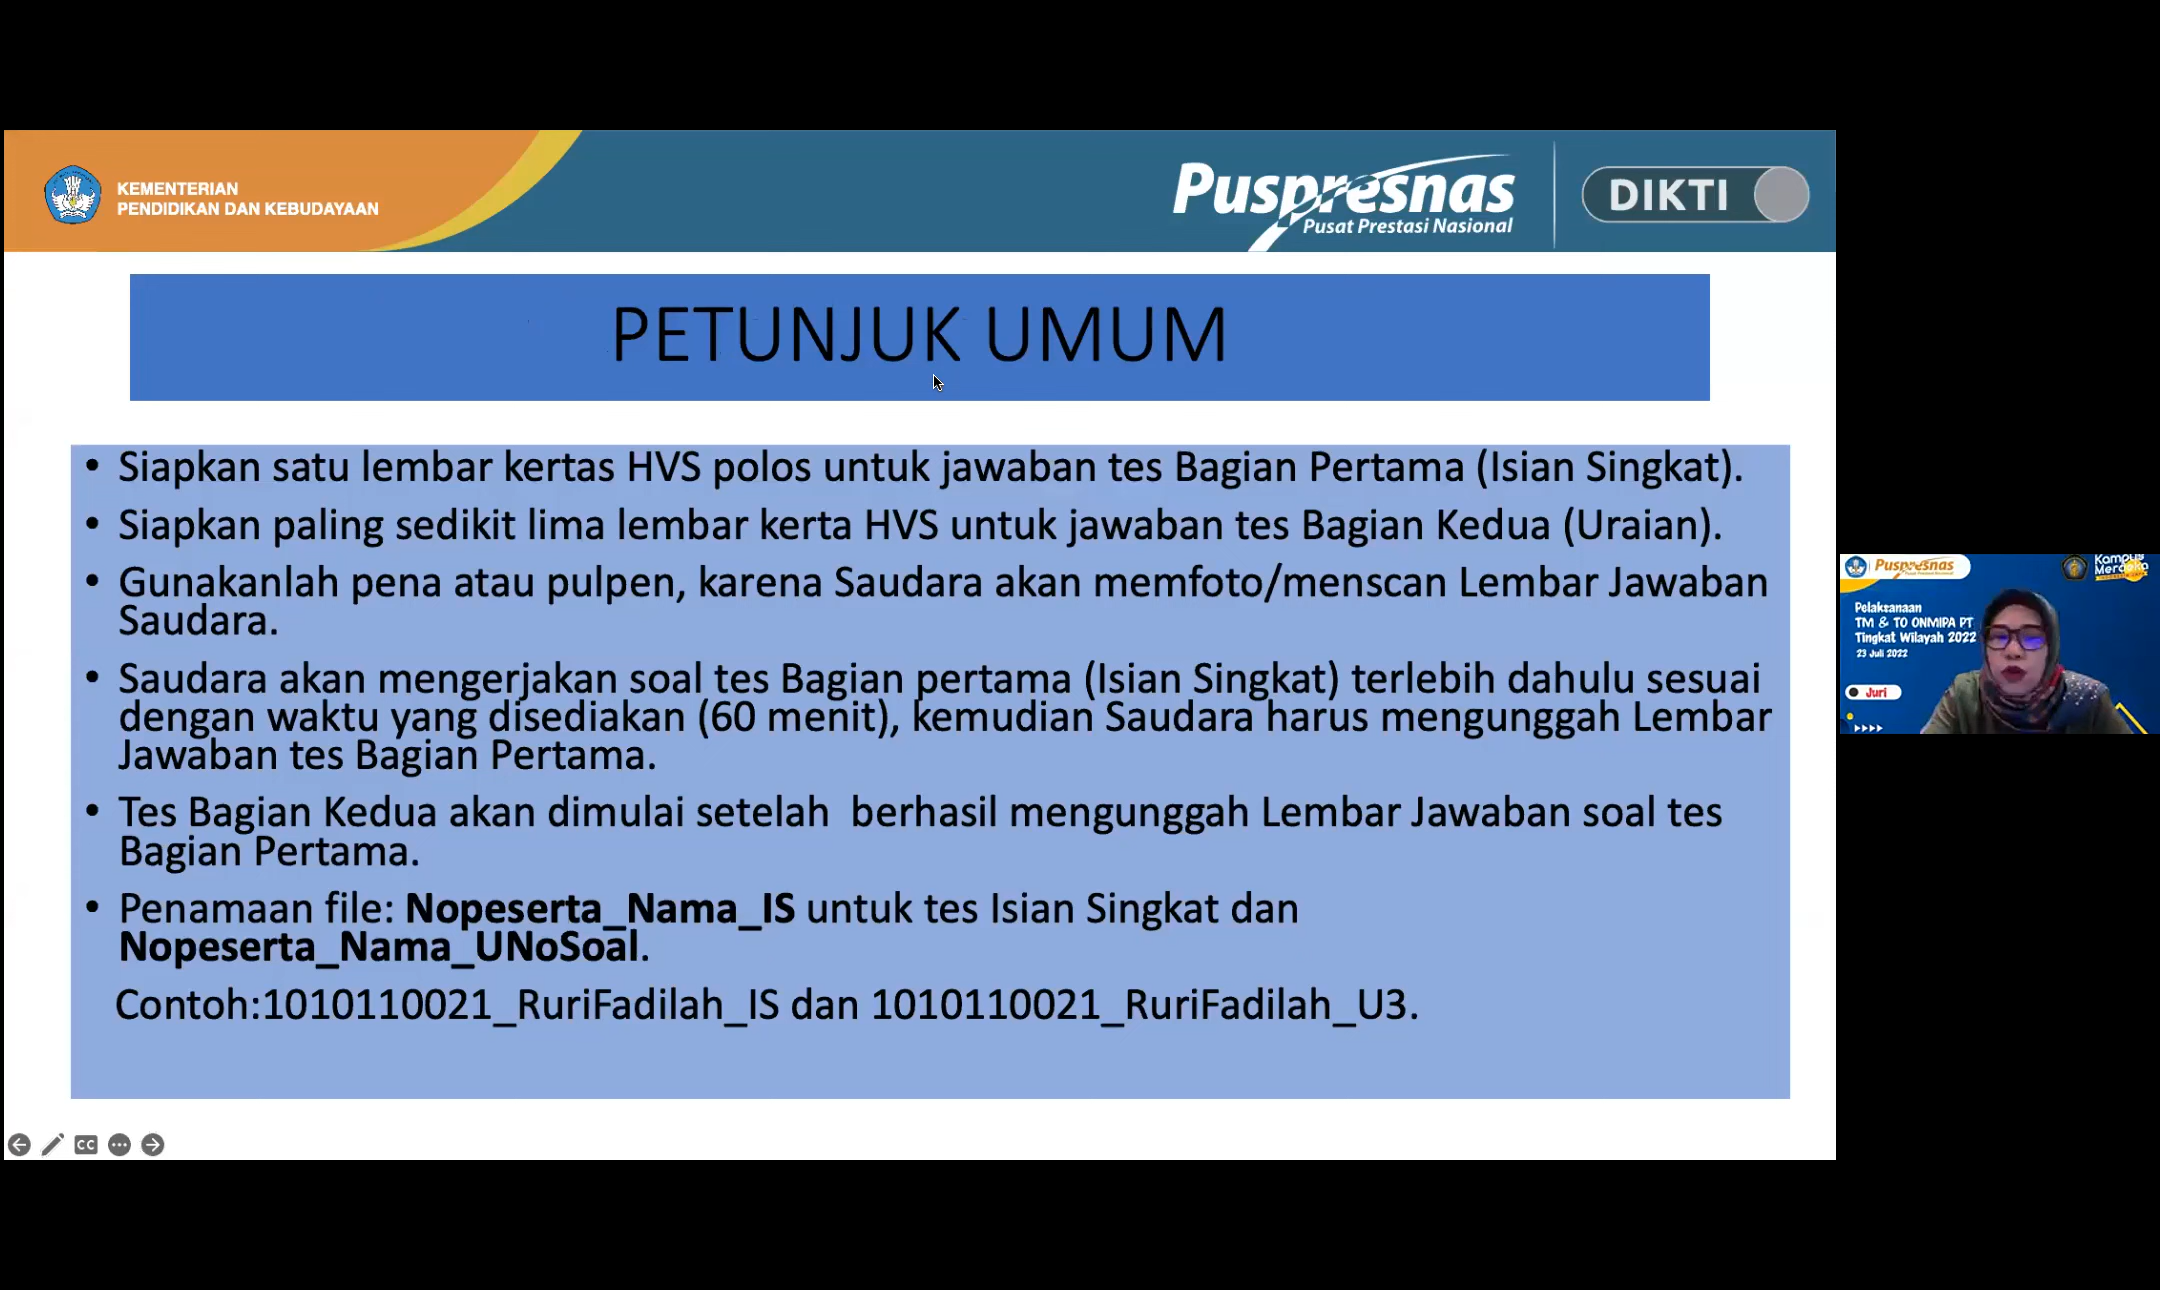 KEMENTERIAN
PENDIDIKAN DAN KEBUDAYAAN
Puspresnas
Pusat Prestasi Nasional
DIKTI
PETUNJUK UMUM
• Siapkan satu lembar kertas HVS polos untuk jawaban tes Bagian Pertama (Isian Singkat).
• Siapkan paling sedikit lima lembar kerta HVS untuk jawaban tes Bagian Kedua (Uraian).
• Gunakanlah pena atau pulpen, karena Saudara akan memfoto/menscan Lembar Jawaban
Saudara.
• Saudara akan mengerjakan soal tes Bagian pertama (Isian Singkat) terlebih dahulu sesuai
dengan waktu yang disediakan (60 menit), kemudian Saudara harus mengunggah Lembar
Jawaban tes Bagian Pertama.
• Tes Bagian Kedua akan dimulai setelah  berhasil mengunggah Lembar Jawaban soal tes
Bagian Pertama.
• Penamaan file: Nopeserta_Nama_IS untuk tes Isian Singkat dan
Nopeserta_Nama_UNoSoal.
Contoh:1010110021_RuriFadilah_IS dan 1010110021_RuriFadilah_U3.
CC
Puspresnas
Kampus
Merdeka
Pelaksanaan
TM & TO ONMIPA PT
Tingkat Wilayah 2022
23 Juli 2022
Juri